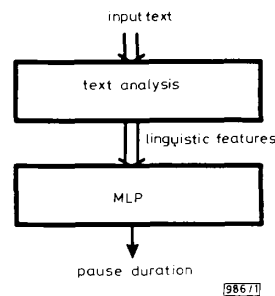 input text
text analysis
linguistic features
MLP
pause duration
986/1